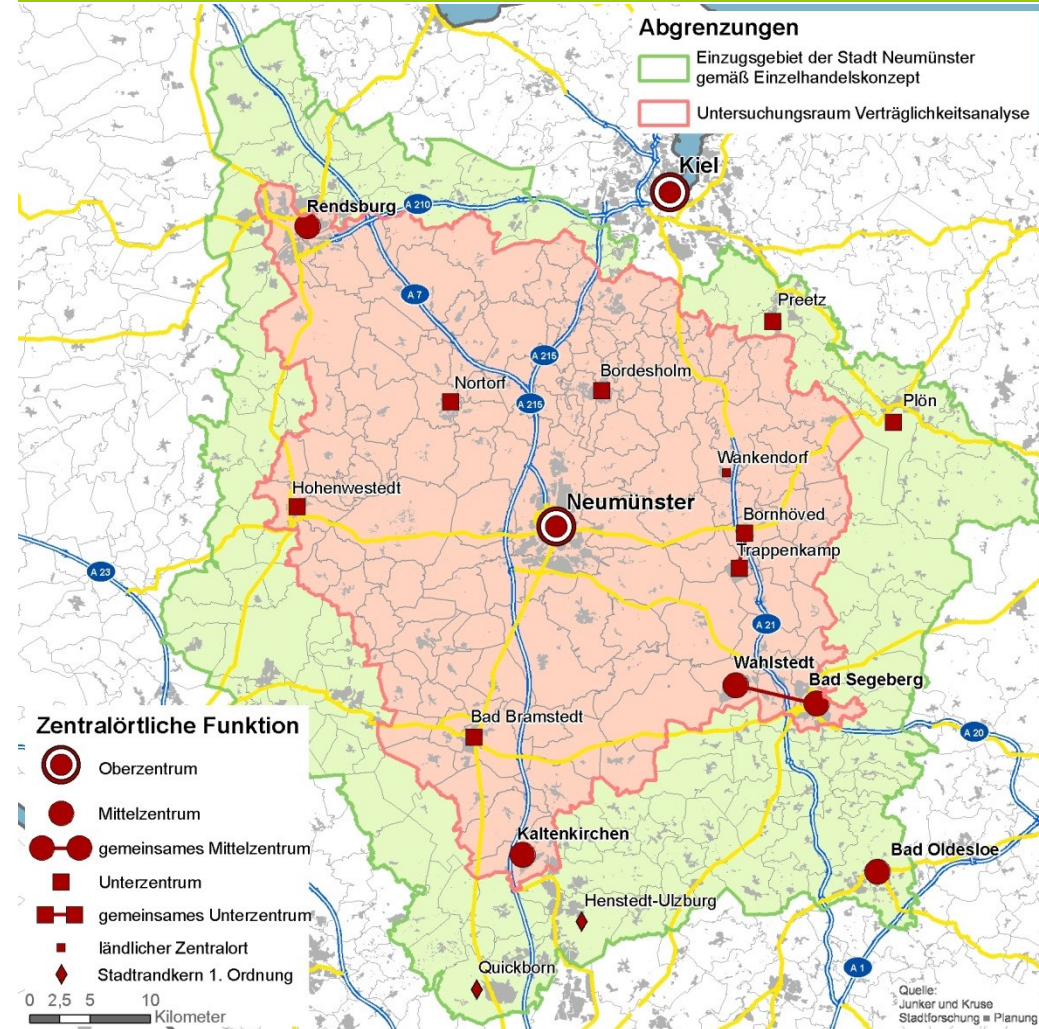 Abgrenzungen
Einzugsgebiet der Stadt Neumünster
gemäß Einzelhandelskonzept
Untersuchungsraum Verträglichkeitsanalyse
Kiel
Rendsburg
A 210
A 7
Preetz
A 215
Nortorf
Bordesholm
A 215
Plön
Wankendorf
Hohenwestedt
Neumünster
Bornhöved
Trappenkamp
A 23
A 21
Wahlstedt
Bad Segeberg
Bad Bramstedt
A 20
Kaltenkirchen
Bad Oldesloe
Henstedt-Ulzburg
Quickborn
A 1
Zentralörtliche Funktion
Oberzentrum
Mittelzentrum
gemeinsames Mittelzentrum
Unterzentrum
gemeinsames Unterzentrum
ländlicher Zentralort
Stadtrandkern 1. Ordnung
0 2,5 5 10
Kilometer
Quelle:
Junker und Kruse
Stadtforschung ■ Planung